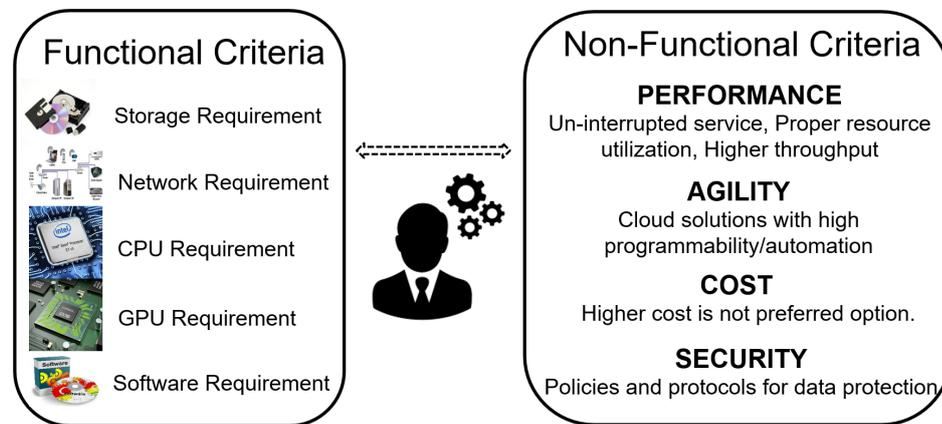 Functional Criteria
Storage Requirement
Network Requirement
CPU Requirement
GPU Requirement
Software Requirement
intel
Software
Non-Functional Criteria
PERFORMANCE
Un-interrupted service, Proper resource
utilization, Higher throughput
AGILITY
Cloud solutions with high
programmability/automation
COST
Higher cost is not preferred option.
SECURITY
Policies and protocols for data protection